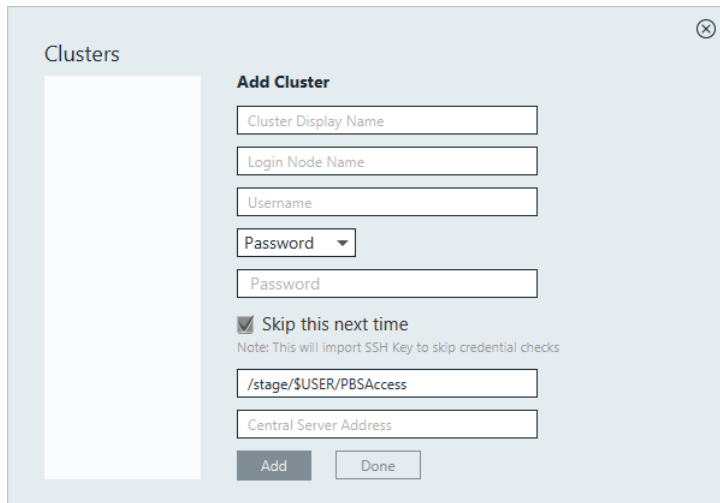 Clusters
Add Cluster
Cluster Display Name
Login Node Name
Username
Password
Password
Skip this next time
Note: This will import SSH Key to skip credential checks
/stage/$USER/PBSAccess
Central Server Address
Add Done